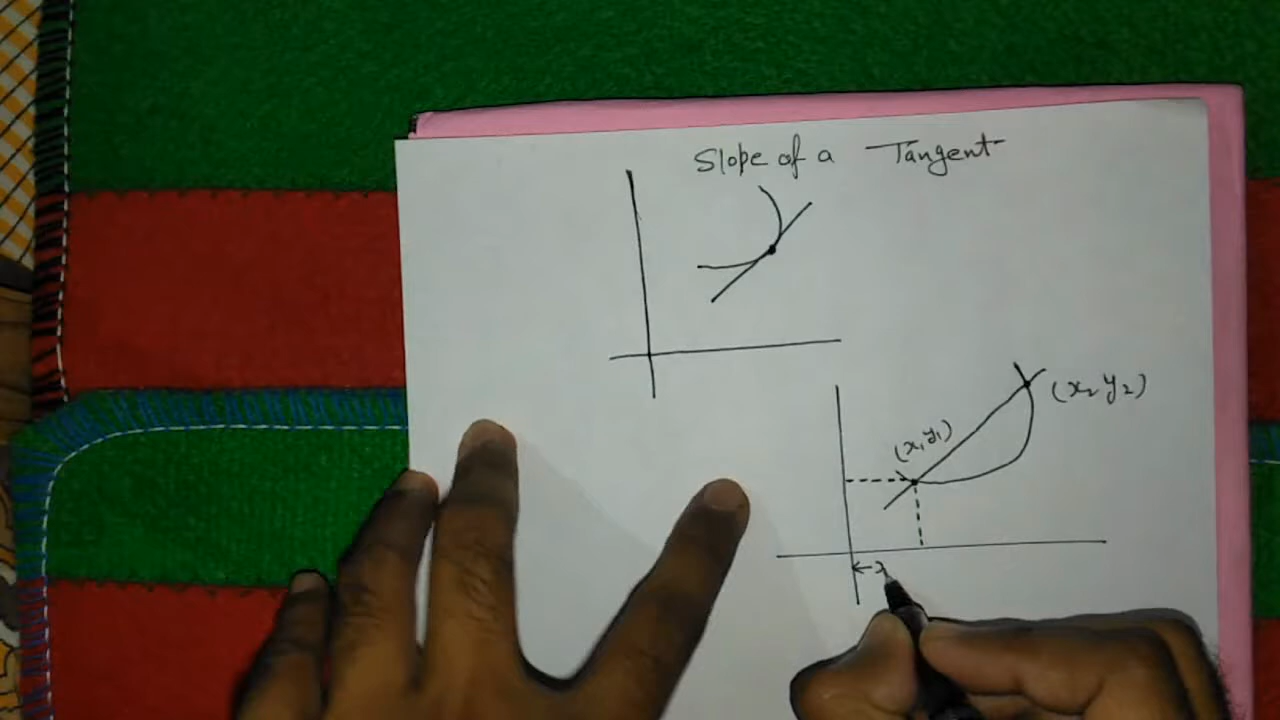 Slope of a Tangent
(x₂ y₂)
(x₁ y₁)
x